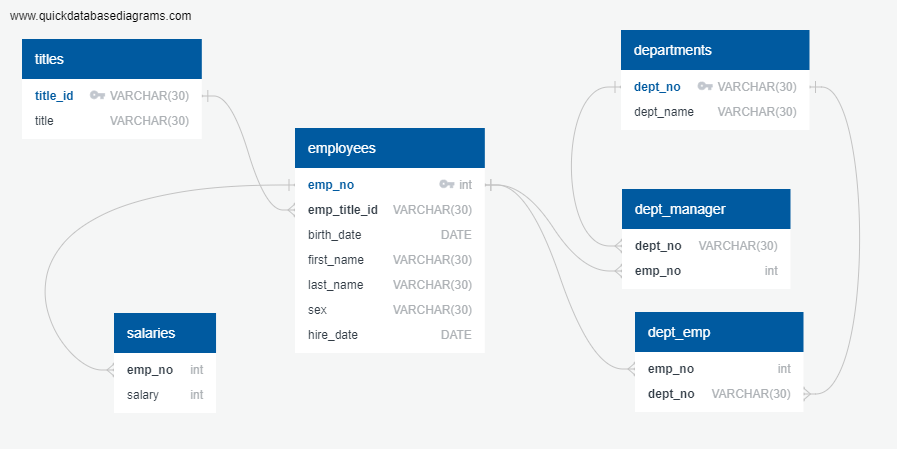 www.quickdatabasediagrams.com
titles
title_id VARCHAR(30)
title VARCHAR(30)
employees
emp_no int
emp_title_id VARCHAR(30)
birth_date DATE
first_name VARCHAR(30)
last_name VARCHAR(30)
sex VARCHAR(30)
hire_date DATE
salaries
emp_no int
salary int
departments
dept_no VARCHAR(30)
dept_name VARCHAR(30)
dept_manager
dept_no VARCHAR(30)
emp_no int
dept_emp
emp_no int
dept_no VARCHAR(30)